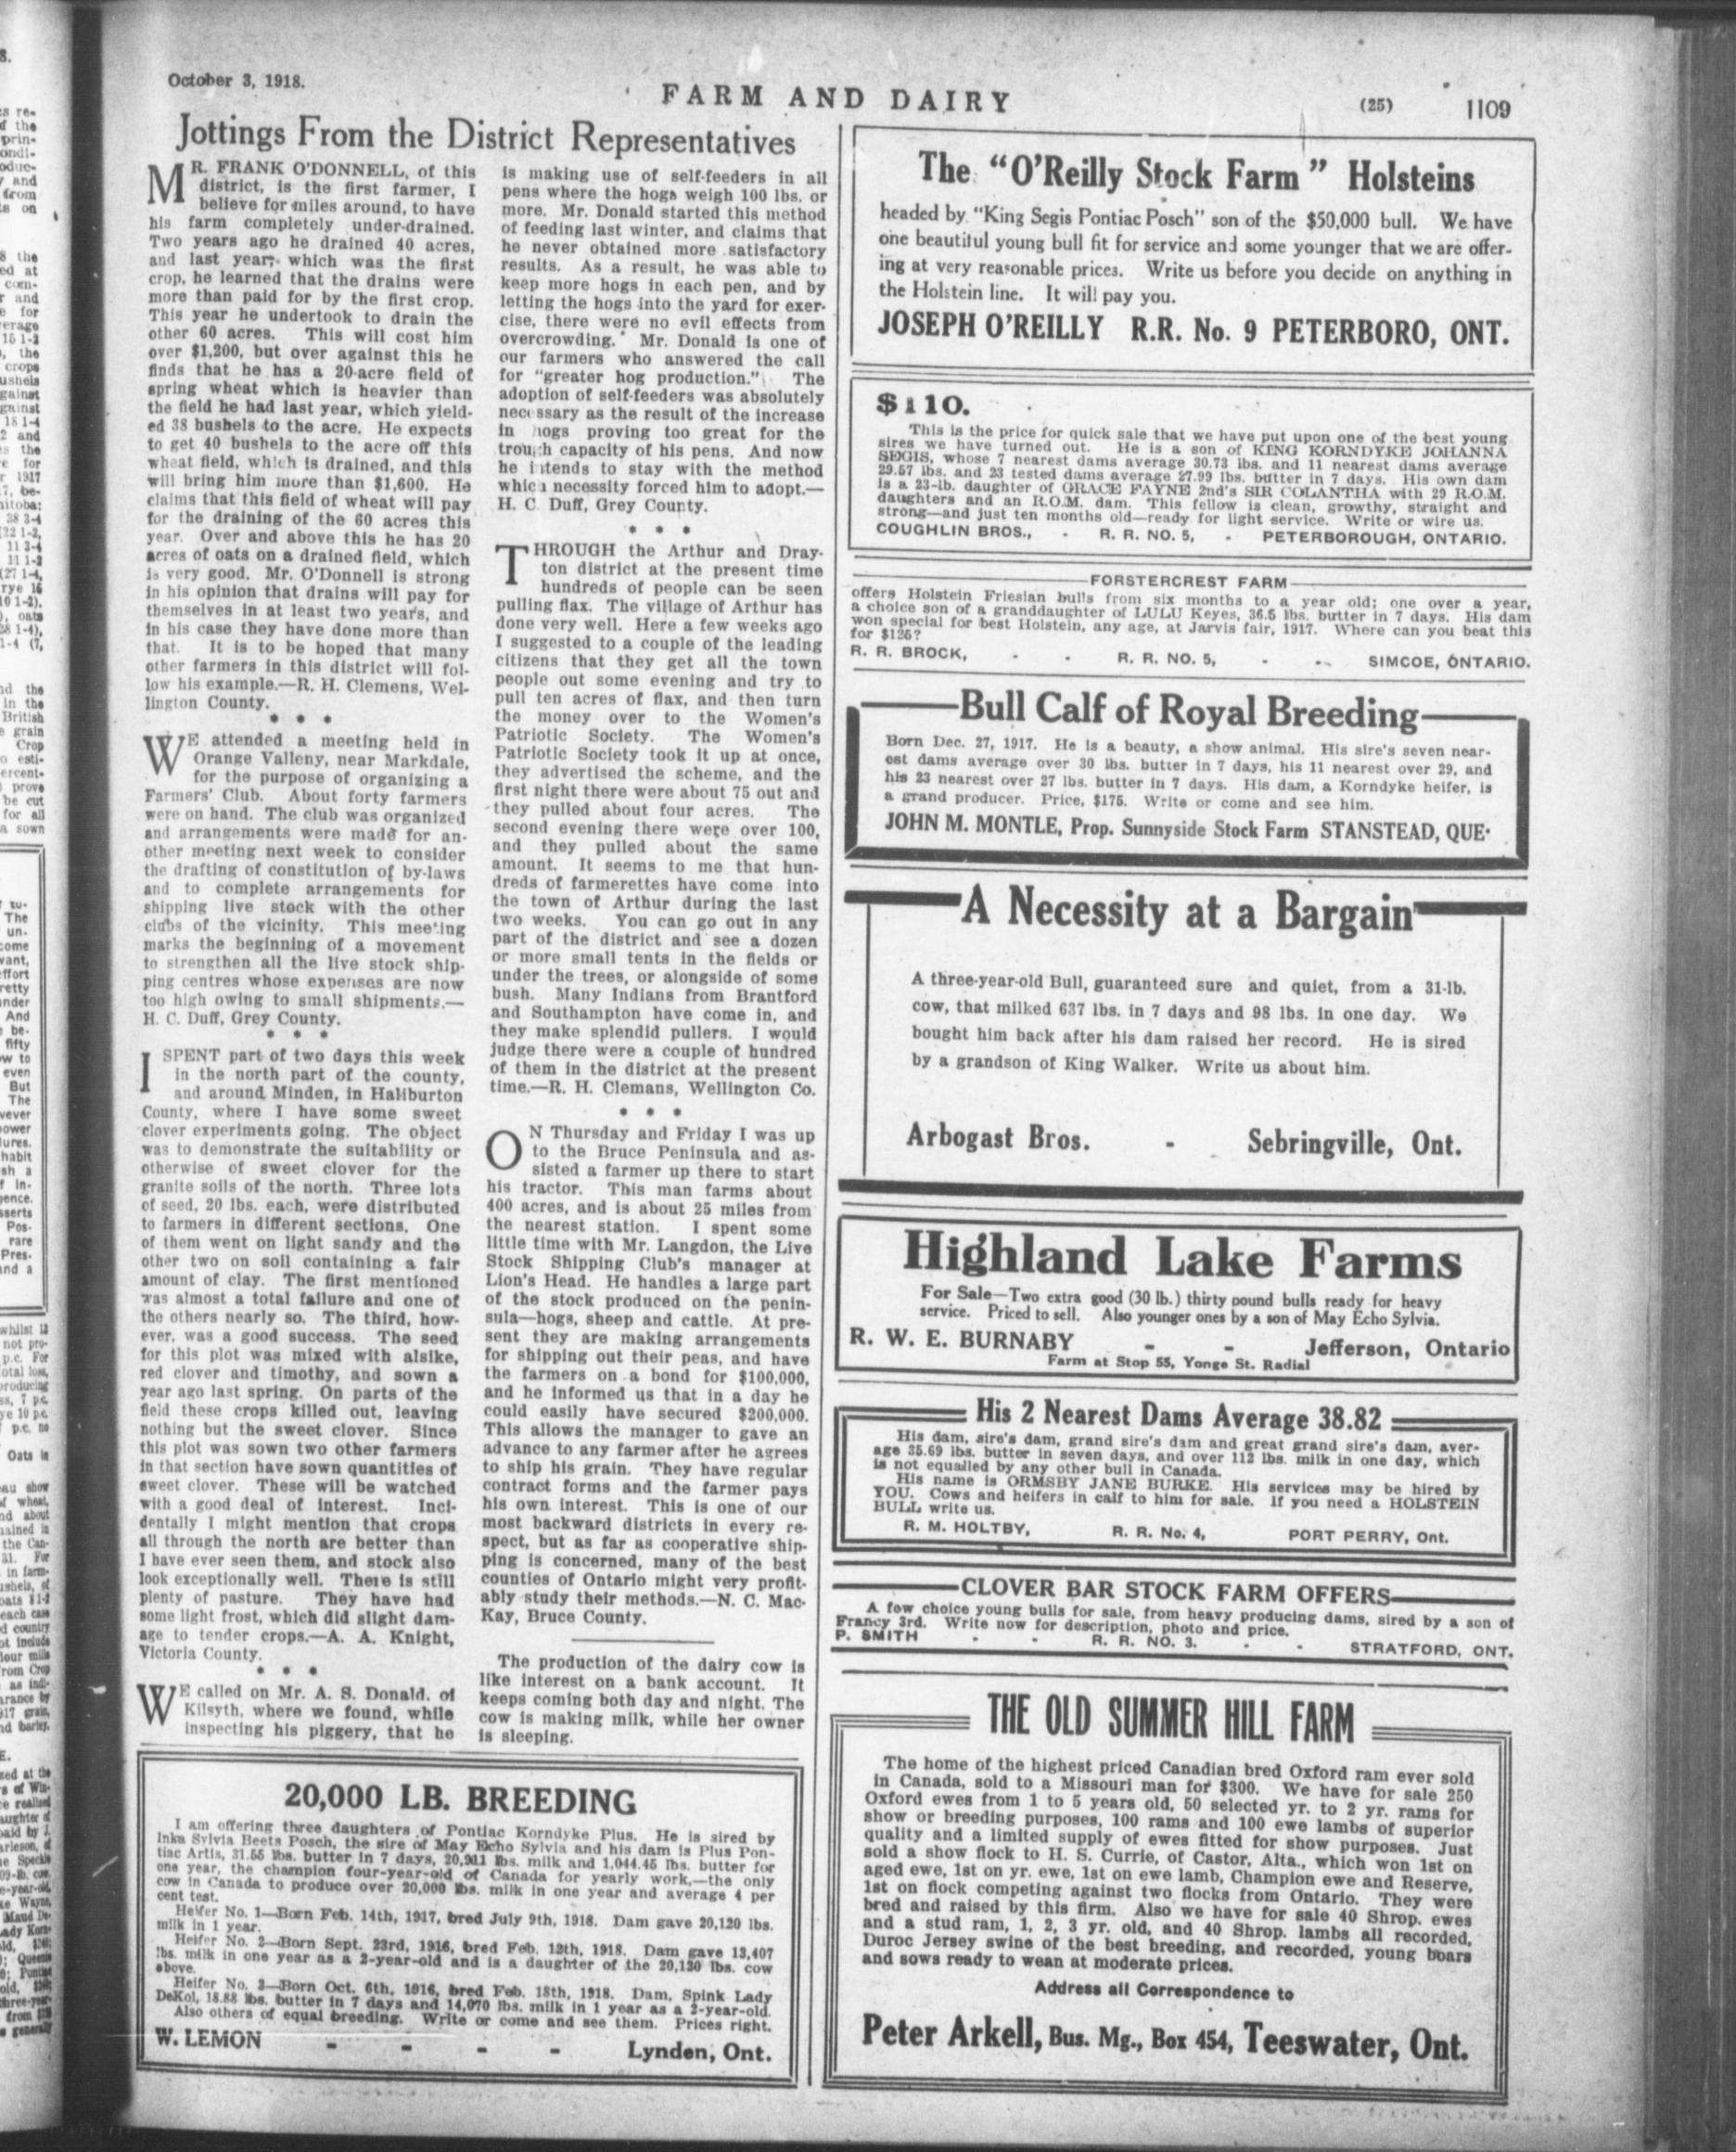 October 3, 1918.
FARM AND DAIRY
(25) 1109
Jottings From the District Representatives
MR. FRANK O'DONNELL, of this
district, is the first farmer, I
believe for miles around, to have
his farm completely under-drained.
Two years ago he drained 40 acres,
and last year, which was the first
crop, he learned that the drains were
more than paid for by the first crop.
This year he undertook to drain the
other 60 acres. This will cost him
over $1,200, but over against this he
finds that he has a 20-acre field of
spring wheat which is heavier than
the field he had last year, which yield-
ed 38 bushels to the acre. He expects
to get 40 bushels to the acre off this
wheat field, which is drained, and this
will bring him more than $1,600. He
claims that this field of wheat will pay
for the draining of the 60 acres this
year. Over and above this he has 20
acres of oats on a drained field, which
is very good. Mr. O'Donnell is strong
in his opinion that drains will pay for
themselves in at least two years, and
in his case they have done more than
that. It is to be hoped that many
other farmers in this district will fol-
low his example.—R. H. Clemens, Wel-
lington County.
* * *
WE attended a meeting held in
Orange Valleny, near Markdale,
for the purpose of organizing a
Farmers' Club. About forty farmers
were on hand. The club was organized
and arrangements were made for an-
other meeting next week to consider
the drafting of constitution of by-laws
and to complete arrangements for
shipping live stock with the other
clubs of the vicinity. This meeting
marks the beginning of a movement
to strengthen all the live stock ship-
ping centres whose expenses are now
too high owing to small shipments.—
H. C. Duff, Grey County.
* * *
I SPENT part of two days this week
in the north part of the county,
and around Minden, in Haliburton
County, where I have some sweet
clover experiments going. The object
was to demonstrate the suitability or
otherwise of sweet clover for the
granite soils of the north. Three lots
of seed, 20 lbs. each, were distributed
to farmers in different sections. One
of them went on light sandy and the
other two on soil containing a fair
amount of clay. The first mentioned
was almost a total failure and one of
the others nearly so. The third, how-
ever, was a good success. The seed
for this plot was mixed with alsike,
red clover and timothy, and sown a
year ago last spring. On parts of the
field these crops killed out, leaving
nothing but the sweet clover. Since
this plot was sown two other farmers
in that section have sown quantities of
sweet clover. These will be watched
with a good deal of interest. Inci-
dentally I might mention that crops
all through the north are better than
I have ever seen them, and stock also
look exceptionally well. There is still
plenty of pasture. They have had
some light frost, which did slight dam-
age to tender crops.—A. A. Knight,
Victoria County.
* * *
WE called on Mr. A. S. Donald, of
Kilsyth, where we found, while
inspecting his piggery, that he
is making use of self-feeders in all
pens where the hogs weigh 100 lbs. or
more. Mr. Donald started this method
of feeding last winter, and claims that
he never obtained more satisfactory
results. As a result, he was able to
keep more hogs in each pen, and by
letting the hogs into the yard for exer-
cise, there were no evil effects from
overcrowding. Mr. Donald is one of
our farmers who answered the call
for "greater hog production." The
adoption of self-feeders was absolutely
necessary as the result of the increase
in hogs proving too great for the
trough capacity of his pens. And now
he intends to stay with the method
which necessity forced him to adopt.—
H. C Duff, Grey County.
* * *
THROUGH the Arthur and Dray-
ton district at the present time
hundreds of people can be seen
pulling flax. The village of Arthur has
done very well. Here a few weeks ago
I suggested to a couple of the leading
citizens that they get all the town
people out some evening and try to
pull ten acres of flax, and then turn
the money over to the Women's
Patriotic Society. The Women's
Patriotic Society took it up at once,
they advertised the scheme, and the
first night there were about 75 out and
they pulled about four acres. The
second evening there were over 100,
and they pulled about the same
amount. It seems to me that hun-
dreds of farmerettes have come into
the town of Arthur during the last
two weeks. You can go out in any
part of the district and see a dozen
or more small tents in the fields or
under the trees, or alongside of some
bush. Many Indians from Brantford
and Southampton have come in, and
they make splendid pullers. I would
judge there were a couple of hundred
of them in the district at the present
time.—R. H. Clemans, Wellington Co.
* * *
ON Thursday and Friday I was up
to the Bruce Peninsula and as-
sisted a farmer up there to start
his tractor. This man farms about
400 acres, and is about 25 miles from
the nearest station. I spent some
little time with Mr. Langdon, the Live
Stock Shipping Club's manager at
Lion's Head. He handles a large part
of the stock produced on the penin-
sula—hogs, sheep and cattle. At pre-
sent they are making arrangements
for shipping out their peas, and have
the farmers on a bond for $100,000,
and he informed us that in a day he
could easily have secured $200,000.
This allows the manager to gave an
advance to any farmer after he agrees
to ship his grain. They have regular
contract forms and the farmer pays
his own interest. This is one of our
most backward districts in every re-
spect, but as far as cooperative ship-
ping is concerned, many of the best
counties of Ontario might very profit-
ably study their methods.—N. C. Mac-
Kay, Bruce County.
The production of the dairy cow is
like interest on a bank account. It
keeps coming both day and night. The
cow is making milk, while her owner
is sleeping.
20,000 LB. BREEDING
I am offering three daughters of Pontiac Korndyke Plus. He is sired by
Inka Sylvia Beets Posch, the sire of May Echo Sylvia and his dam is Plus Pon-
tiac Artis, 31.55 lbs. butter in 7 days, 20,911 lbs. milk and 1,044.45 lbs. butter for
one year, the champion four-year-old of Canada for yearly work,—the only
cow in Canada to produce over 20,000 lbs. milk in one year and average 4 per
cent test.
Heifer No. 1—Born Feb. 14th, 1917, bred July 9th, 1918. Dam gave 20,120 lbs.
milk in 1 year.
Heifer No. 2—Born Sept. 23rd, 1916, bred Feb. 12th, 1918. Dam gave 13,407
lbs. milk in one year as a 2-year-old and is a daughter of the 20,120 lbs. cow
above.
Heifer No. 3—Born Oct. 6th, 1916, bred Feb. 18th, 1918. Dam, Spink Lady
DeKol, 18.88 lbs. butter in 7 days and 14,070 lbs. milk in 1 year as a 2-year-old.
Also others of equal breeding. Write or come and see them. Prices right.
W. LEMON - - - - Lynden, Ont.
The "O'Reilly Stock Farm" Holsteins
headed by "King Segis Pontiac Posch" son of the $50,000 bull. We have
one beautiful young bull fit for service and some younger that we are offer-
ing at very reasonable prices. Write us before you decide on anything in
the Holstein line. It will pay you.
JOSEPH O'REILLY R.R. No. 9 PETERBORO, ONT.
$110.
This is the price for quick sale that we have put upon one of the best young
sires we have turned out. He is a son of KING KORNDYKE JOHANNA
SEGIS, whose 7 nearest dams average 30.73 lbs. and 11 nearest dams average
29.57 lbs. and 23 tested dams average 27.99 lbs. butter in 7 days. His own dam
is a 23-lb. daughter of GRACE FAYNE 2nd's SIR COLANTHA with 29 R.O.M.
daughters and an R.O.M. dam. This fellow is clean, growthy, straight and
strong—and just ten months old—ready for light service. Write or wire us.
COUGHLIN BROS., - R. R. NO. 5, - PETERBOROUGH, ONTARIO.
FORSTERCREST FARM
offers Holstein Friesian bulls from six months to a year old; one over a year,
a choice son of a granddaughter of LULU Keyes, 36.5 lbs. butter in 7 days. His dam
won special for best Holstein, any age, at Jarvis fair, 1917. Where can you beat this
for $125?
R. R. BROCK, - - R. R. NO. 5, - - SIMCOE, ONTARIO.
Bull Calf of Royal Breeding
Born Dec. 27, 1917. He is a beauty, a show animal. His sire's seven near-
est dams average over 30 lbs. butter in 7 days, his 11 nearest over 29, and
his 23 nearest over 27 lbs. butter in 7 days. His dam, a Korndyke heifer, is
a grand producer. Price, $175. Write or come and see him.
JOHN M. MONTLE, Prop. Sunnyside Stock Farm STANSTEAD, QUE.
A Necessity at a Bargain
A three-year-old Bull, guaranteed sure and quiet, from a 31-lb.
cow, that milked 637 lbs. in 7 days and 98 lbs. in one day. We
bought him back after his dam raised her record. He is sired
by a grandson of King Walker. Write us about him.
Arbogast Bros. - Sebringville, Ont.
Highland Lake Farms
For Sale—Two extra good (30 lb.) thirty pound bulls ready for heavy
service. Priced to sell. Also younger ones by a son of May Echo Sylvia.
R. W. E. BURNABY - - Jefferson, Ontario
Farm at Stop 55, Yonge St. Radial
His 2 Nearest Dams Average 38.82
His dam, sire's dam, grand sire's dam and great grand sire's dam, aver-
age 35.69 lbs. butter in seven days, and over 112 lbs. milk in one day, which
is not equalled by any other bull in Canada.
His name is ORMSBY JANE BURKE. His services may be hired by
YOU. Cows and heifers in calf to him for sale. If you need a HOLSTEIN
BULL write us.
R. M. HOLTBY, R. R. No. 4, PORT PERRY, Ont.
CLOVER BAR STOCK FARM OFFERS
A few choice young bulls for sale, from heavy producing dams, sired by a son of
Francy 3rd. Write now for description, photo and price.
P. SMITH - - R. R. NO. 3. - - STRATFORD, ONT.
THE OLD SUMMER HILL FARM
The home of the highest priced Canadian bred Oxford ram ever sold
in Canada, sold to a Missouri man for $300. We have for sale 250
Oxford ewes from 1 to 5 years old, 50 selected yr. to 2 yr. rams for
show or breeding purposes, 100 rams and 100 ewe lambs of superior
quality and a limited supply of ewes fitted for show purposes. Just
sold a show flock to H. S. Currie, of Castor, Alta., which won 1st on
aged ewe, 1st on yr. ewe, 1st on ewe lamb, Champion ewe and Reserve,
1st on flock competing against two flocks from Ontario. They were
bred and raised by this firm. Also we have for sale 40 Shrop. ewes
and a stud ram, 1, 2, 3 yr. old, and 40 Shrop. lambs all recorded,
Duroc Jersey swine of the best breeding, and recorded, young boars
and sows ready to wean at moderate prices.
Address all Correspondence to
Peter Arkell, Bus. Mg., Box 454, Teeswater, Ont.